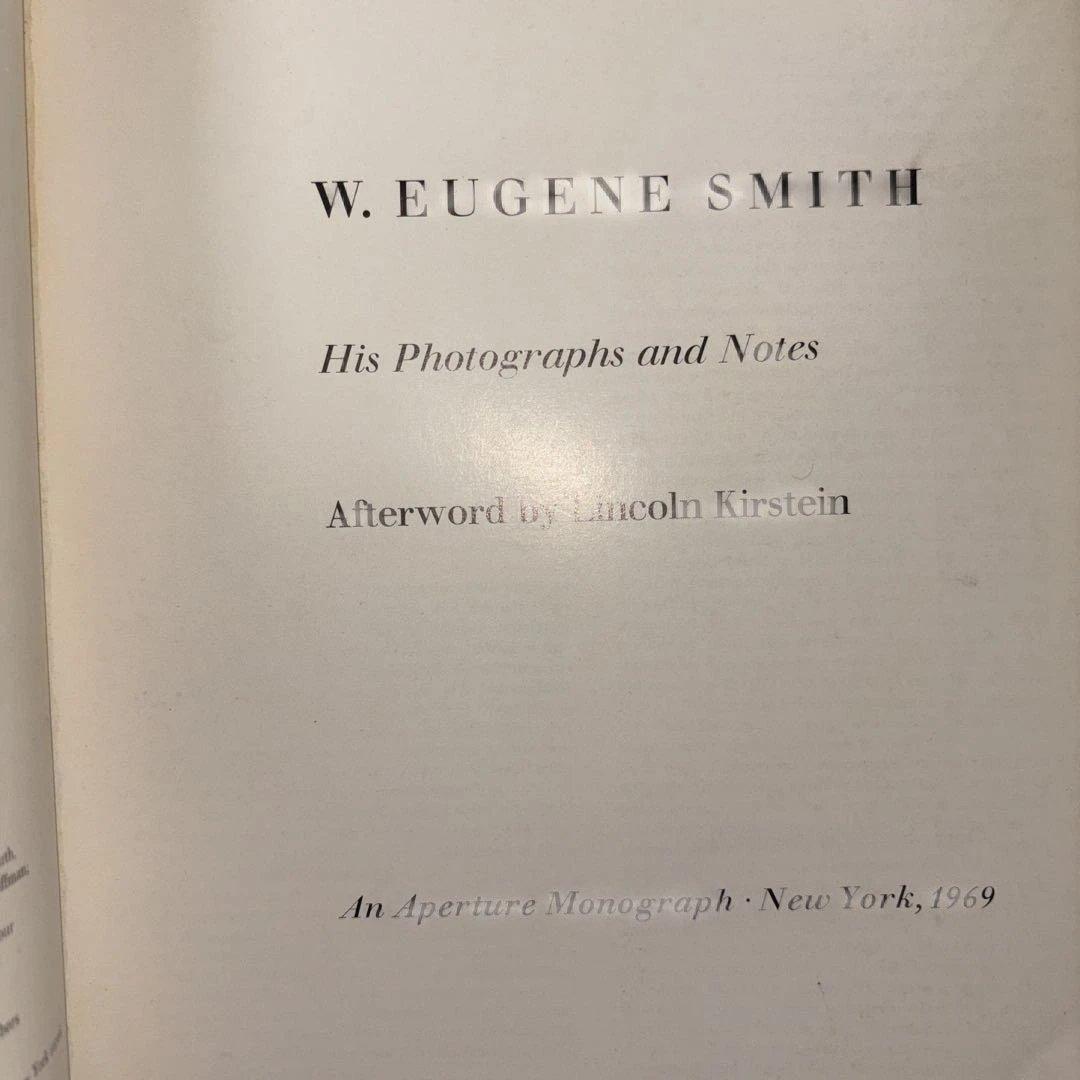 W. EUGENE SMITH
His Photographs and Notes
Afterword by Lincoln Kirstein
An Aperture Monograph · New York, 1969